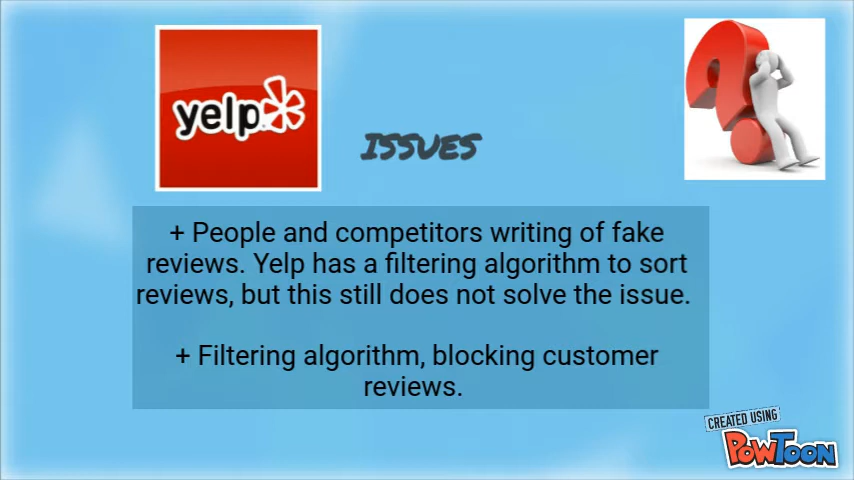 yelp
ISSUES
+ People and competitors writing of fake
reviews. Yelp has a filtering algorithm to sort
reviews, but this still does not solve the issue.
+ Filtering algorithm, blocking customer
reviews.
CREATED USING
POWTOON